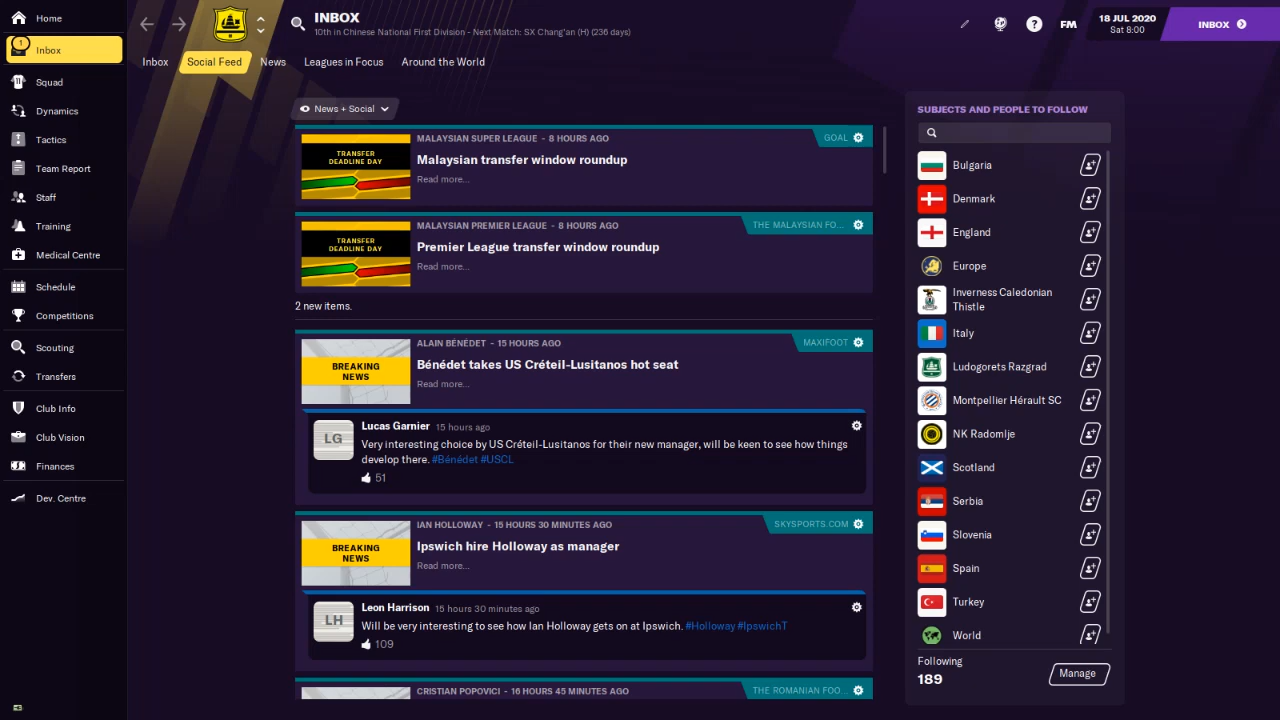 Home
1
Inbox
Squad
Dynamics
Tactics
Team Report
Staff
Training
Medical Centre
Schedule
Competitions
Scouting
Transfers
Club Info
Club Vision
Finances
Dev. Centre
INBOX
10th in Chinese National First Division - Next Match: SX Chang'an (H) (236 days)
?
FM
18 JUL 2020
Sat 8:00
INBOX
Inbox Social Feed News Leagues in Focus Around the World
News + Social
TRANSFER
DEADLINE DAY
MALAYSIAN SUPER LEAGUE - 8 HOURS AGO
GOAL
Malaysian transfer window roundup
Read more...
TRANSFER
DEADLINE DAY
MALAYSIAN PREMIER LEAGUE - 8 HOURS AGO
THE MALAYSIAN FO...
Premier League transfer window roundup
Read more...
2 new items.
BREAKING
NEWS
ALAIN BÉNÉDET - 15 HOURS AGO
MAXIFOOT
Bénédet takes US Créteil-Lusitanos hot seat
Read more...
LG
Lucas Garnier 15 hours ago
Very interesting choice by US Créteil-Lusitanos for their new manager, will be keen to see how things
develop there. #Bénédet #USCL
51
BREAKING
NEWS
IAN HOLLOWAY - 15 HOURS 30 MINUTES AGO
SKYSPORTS.COM
Ipswich hire Holloway as manager
Read more...
LH
Leon Harrison 15 hours 30 minutes ago
Will be very interesting to see how Ian Holloway gets on at Ipswich. #Holloway #IpswichT
109
CRISTIAN POPOVICI - 16 HOURS 45 MINUTES AGO
THE ROMANIAN FOO...
SUBJECTS AND PEOPLE TO FOLLOW
Bulgaria
Denmark
England
Europe
Inverness Caledonian
Thistle
Italy
Ludogorets Razgrad
Montpellier Hérault SC
NK Radomlje
Scotland
Serbia
Slovenia
Spain
Turkey
World
Following
189
Manage